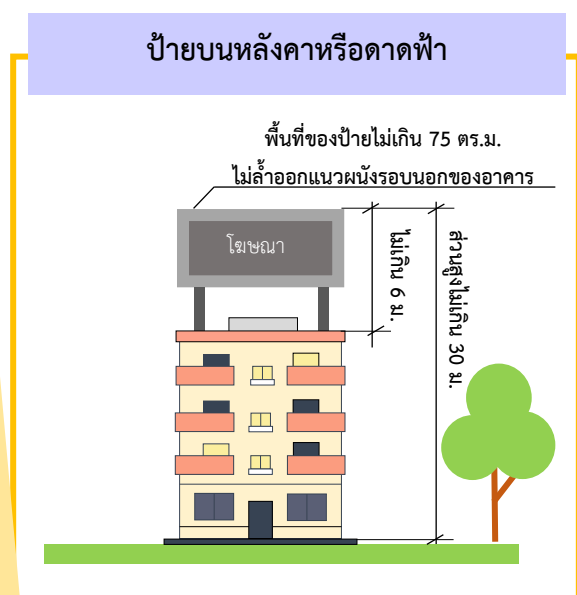 ป้ายบนหลังคาหรือดาดฟ้า
พื้นที่ของป้ายไม่เกิน 75 ตร.ม.
ไม่ล้ำออกแนวผนังรอบนอกของอาคาร
โฆษณา
ไม่เกิน 6 ม.
ส่วนสูงไม่เกิน 30 ม.